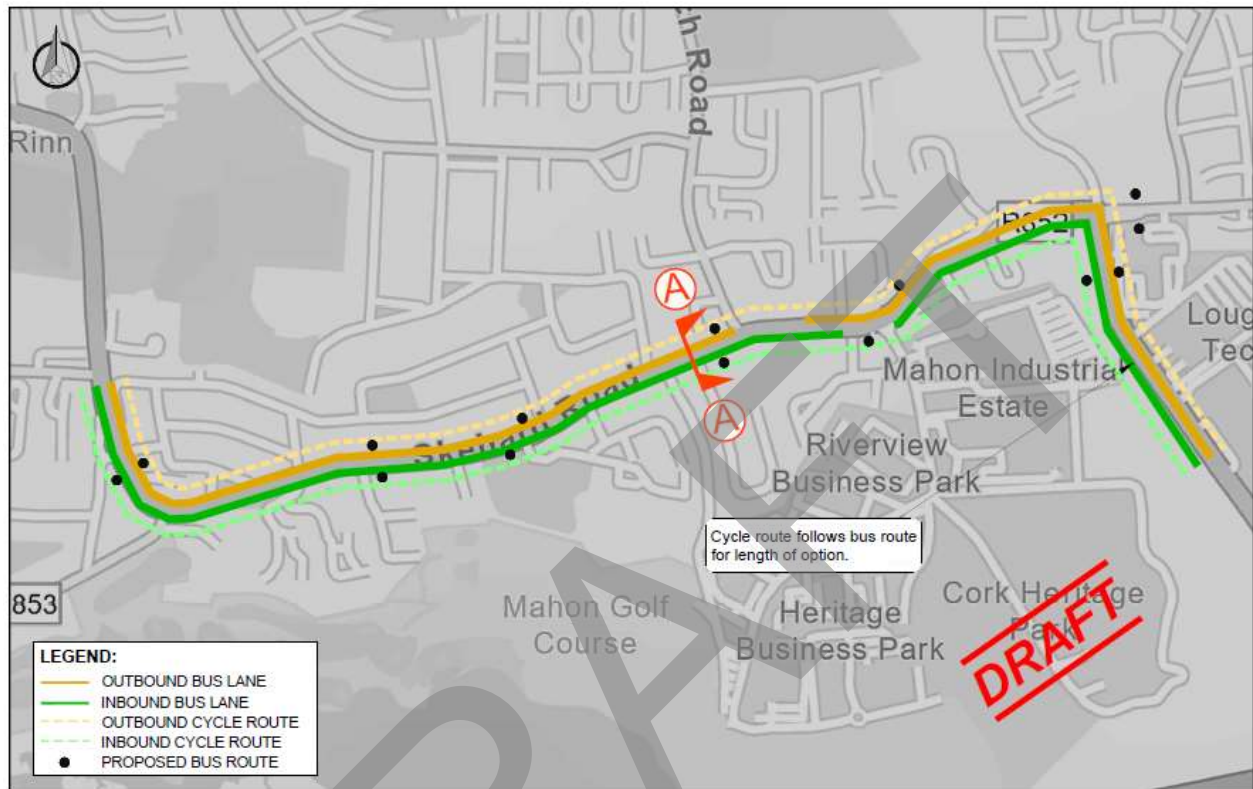 ch Road
Rinn
R852
A
Loug
Tec
Mahon Industrial
Estate
A
Skehard Road
Riverview
Business Park
Cycle route follows bus route
for length of option.
853
Mahon Golf
Course
Heritage
Business Park
Cork Heritage
Park
DRAFT
DRAFT
LEGEND:
OUTBOUND BUS LANE
INBOUND BUS LANE
OUTBOUND CYCLE ROUTE
INBOUND CYCLE ROUTE
PROPOSED BUS ROUTE